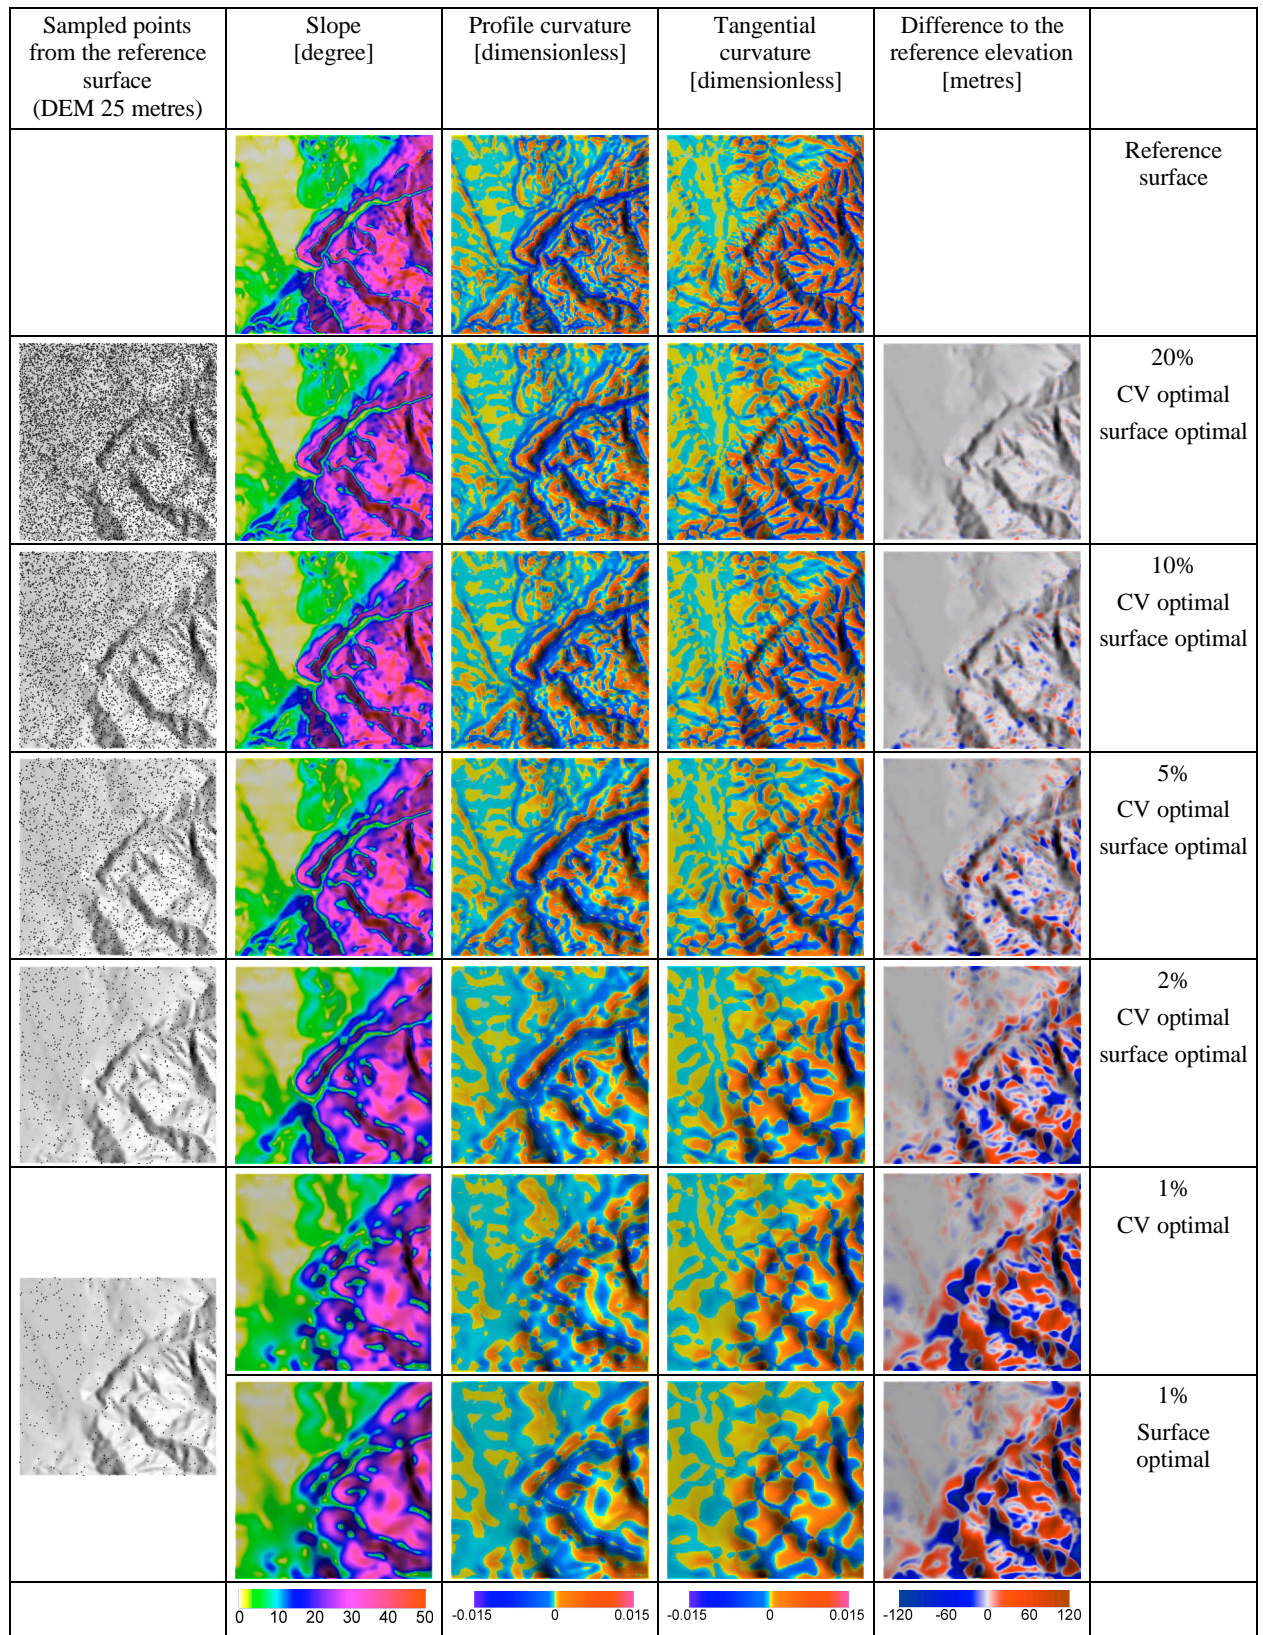 Sampled points
from the reference
surface
(DEM 25 metres)
Slope
[degree]
Profile curvature
[dimensionless]
Tangential
curvature
[dimensionless]
Difference to the
reference elevation
[metres]
Reference
surface
20%
CV optimal
surface optimal
10%
CV optimal
surface optimal
5%
CV optimal
surface optimal
2%
CV optimal
surface optimal
1%
CV optimal
1%
Surface
optimal
0 10 20 30 40 50
-0.015 0 0.015
-0.015 0 0.015
-120 -60 0 60 120